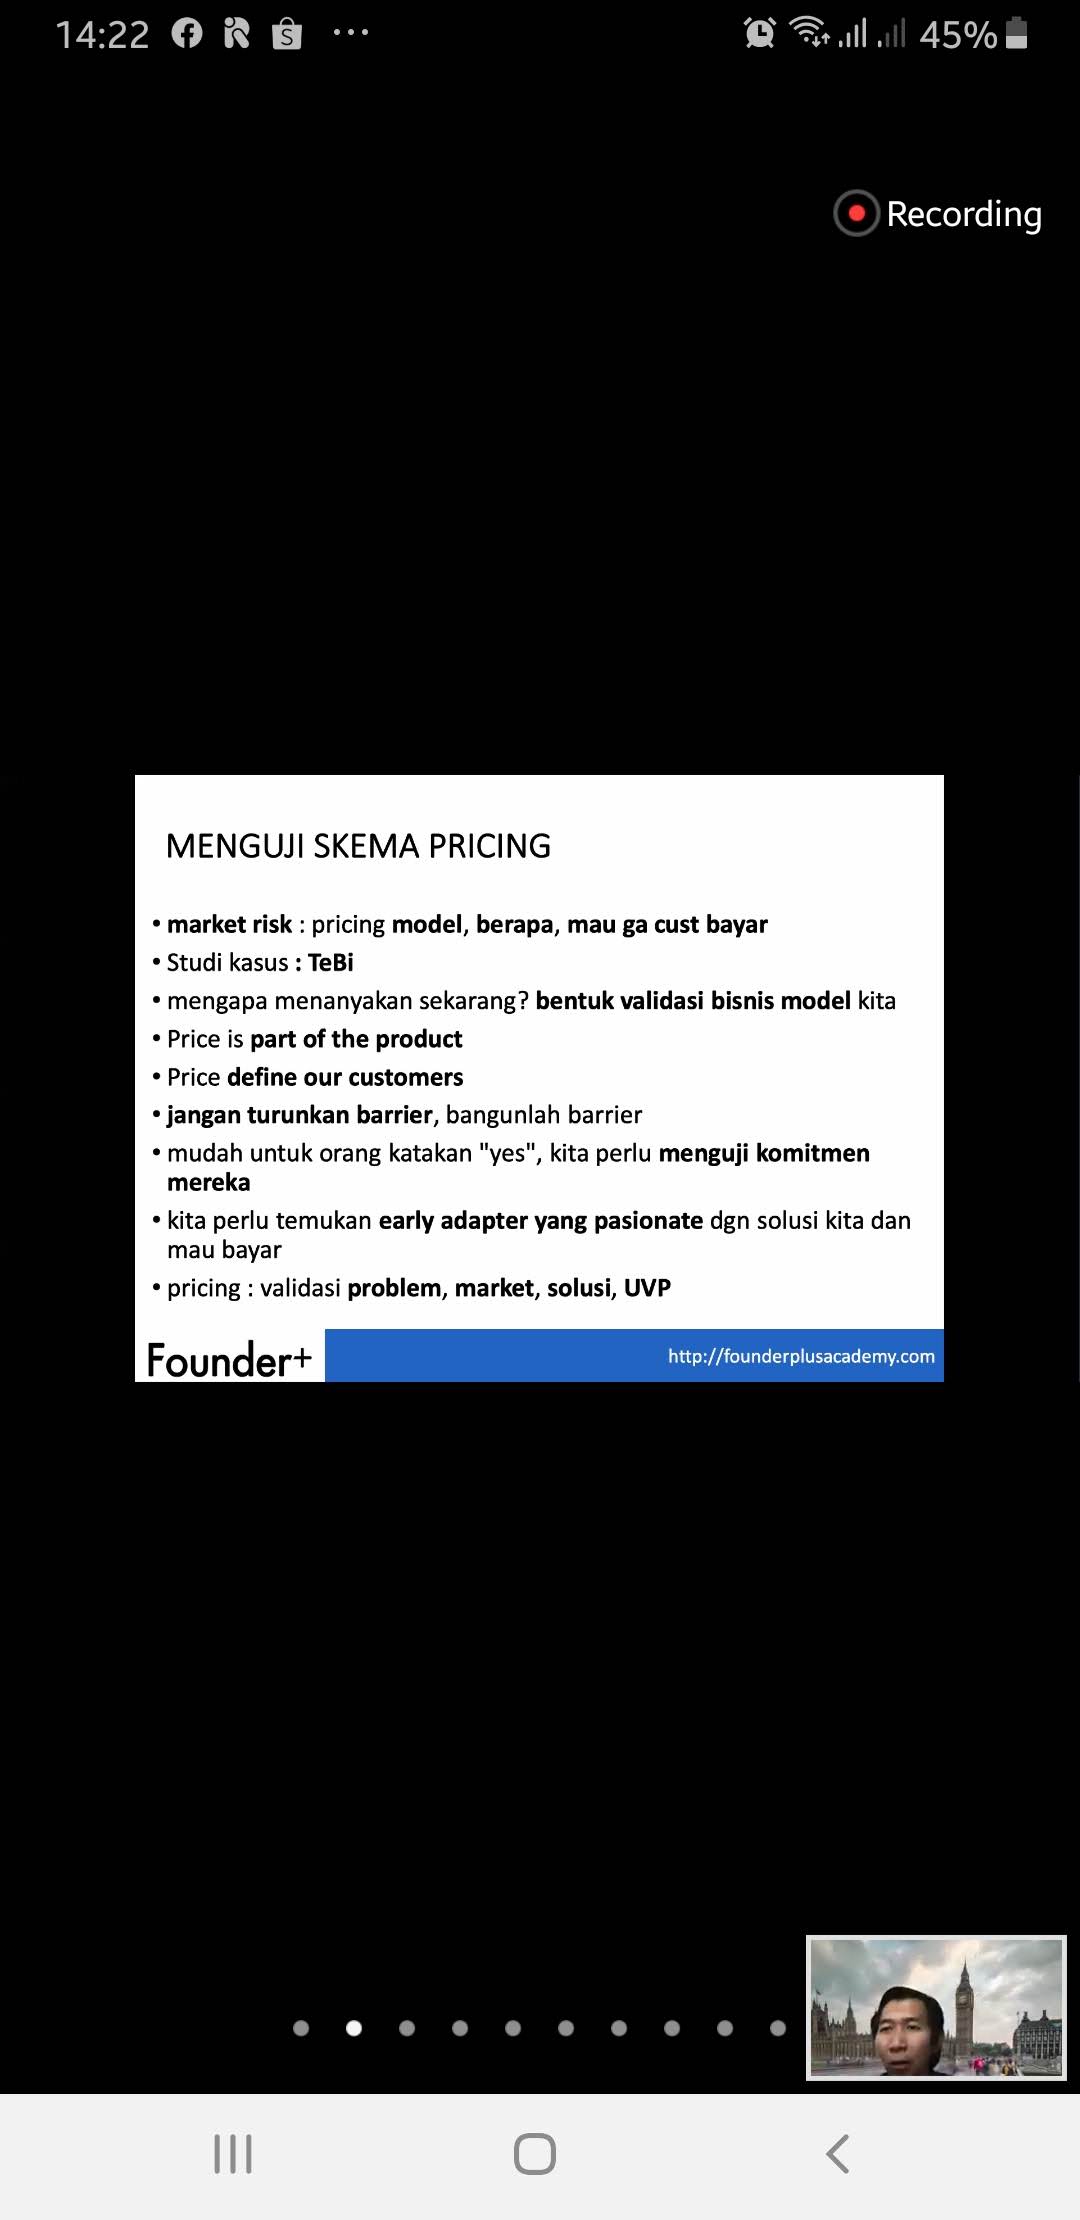 14:22
45%
Recording
MENGUJI SKEMA PRICING
• market risk : pricing model, berapa, mau ga cust bayar
• Studi kasus : TeBi
• mengapa menanyakan sekarang? bentuk validasi bisnis model kita
• Price is part of the product
• Price define our customers
• jangan turunkan barrier, bangunlah barrier
• mudah untuk orang katakan "yes", kita perlu menguji komitmen
mereka
• kita perlu temukan early adapter yang pasionate dgn solusi kita dan
mau bayar
• pricing : validasi problem, market, solusi, UVP
Founder+
http://founderplusacademy.com